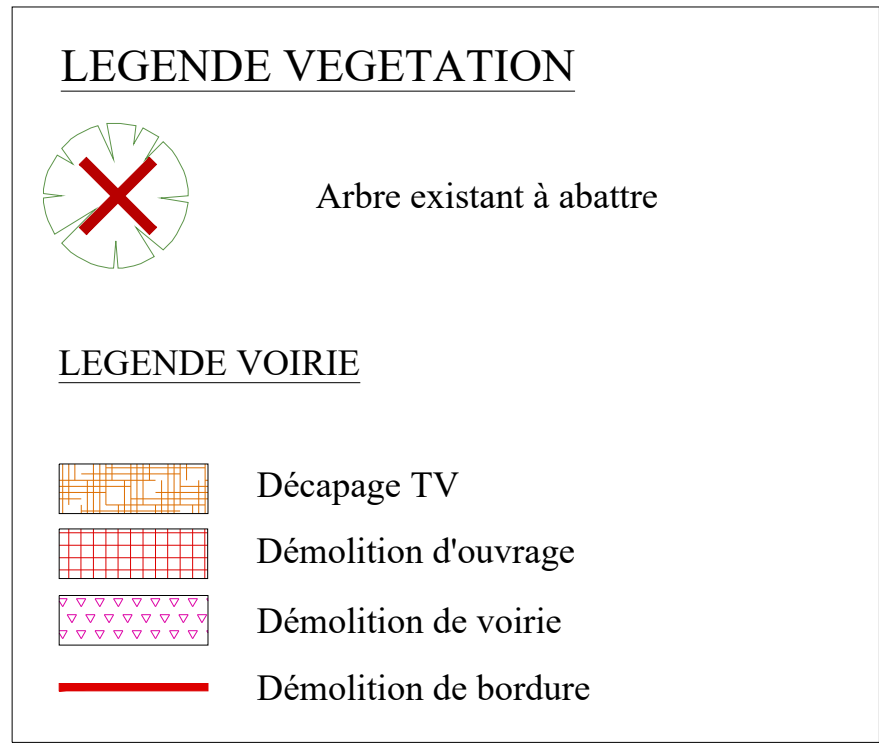 LEGENDE VEGETATION
Arbre existant à abattre
LEGENDE VOIRIE
Décapage TV
Démolition d'ouvrage
Démolition de voirie
Démolition de bordure